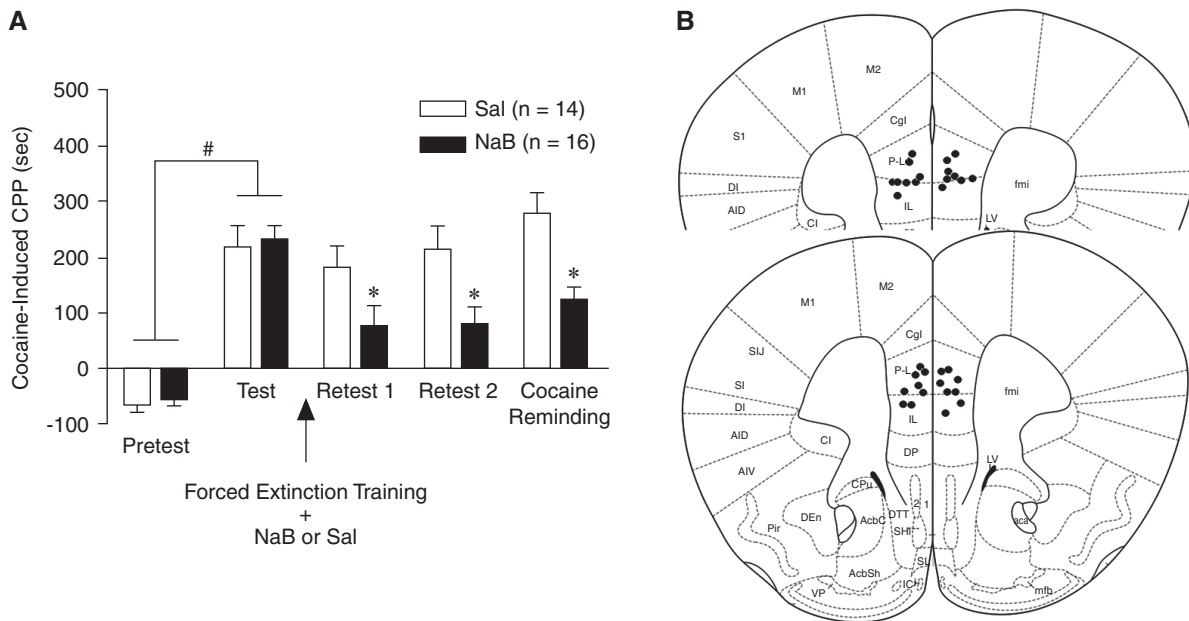 A
Cocaine-Induced CPP (sec)
500
400
300
200
100
0
-100
#
Sal (n = 14)
NaB (n = 16)
*
*
*
Pretest
Test
Retest 1
Retest 2
Cocaine
Reminding
Forced Extinction Training
+
NaB or Sal
B
M2
M1
CgI
S1
P-L
DI
fmi
AID
IL
CI
LV
M2
M1
CgI
SIJ
P-L
SI
fmi
DI
IL
AID
CI
DP
AIV
LV
CPu
2 1
DEn
AcbC
DTT
aca
Pir
SHi
SL
AcbSh
ICj
VP
mfb